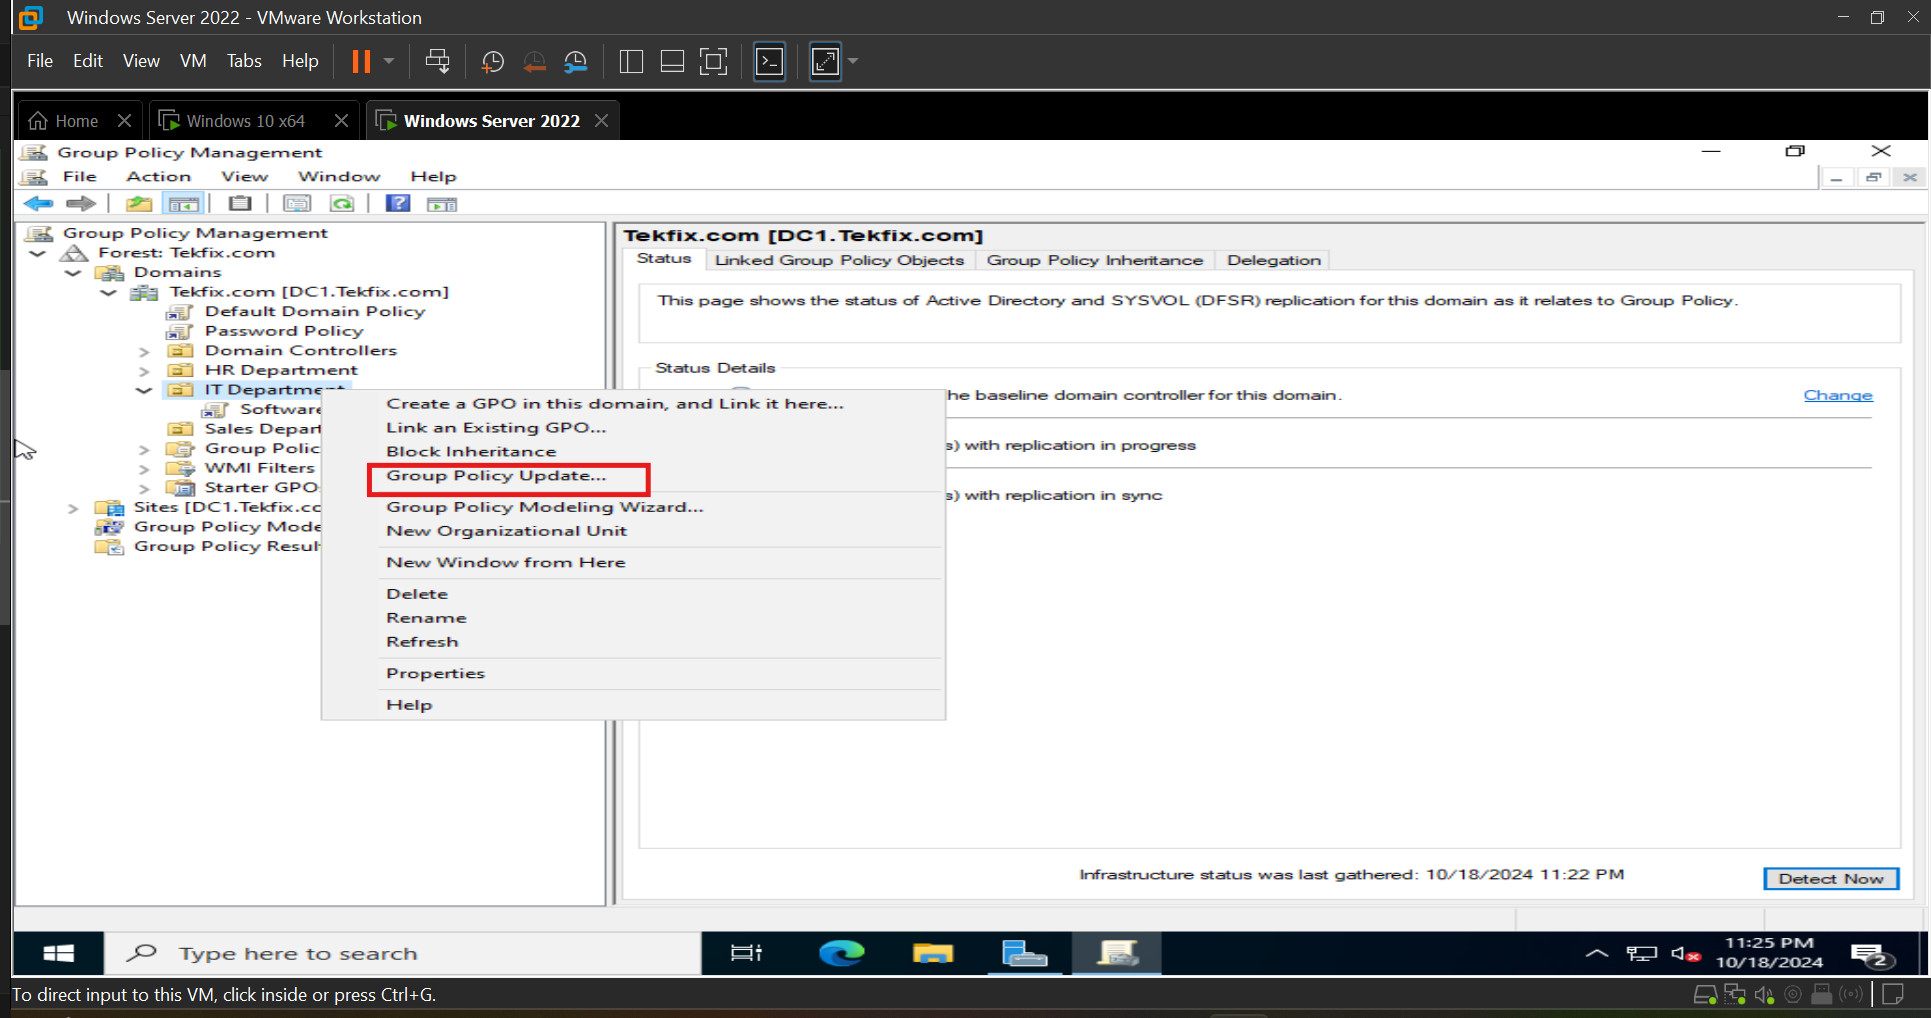 Windows Server 2022 - VMware Workstation
File Edit View VM Tabs Help
Home
Windows 10 x64
Windows Server 2022
Group Policy Management
File Action View Window Help
Group Policy Management
Forest: Tekfix.com
Domains
Tekfix.com [DC1.Tekfix.com]
Default Domain Policy
Password Policy
Domain Controllers
HR Department
IT Department
Software
Sales Depart
Group Polic
WMI Filters
Starter GPO
Sites [DC1.Tekfix.co
Group Policy Mode
Group Policy Resul
Create a GPO in this domain, and Link it here...
Link an Existing GPO...
Block Inheritance
Group Policy Update...
Group Policy Modeling Wizard...
New Organizational Unit
New Window from Here
Delete
Rename
Refresh
Properties
Help
Tekfix.com [DC1.Tekfix.com]
Status
Linked Group Policy Objects
Group Policy Inheritance
Delegation
This page shows the status of Active Directory and SYSVOL (DFSR) replication for this domain as it relates to Group Policy.
Status Details
he baseline domain controller for this domain.
Change
s) with replication in progress
s) with replication in sync
Infrastructure status was last gathered: 10/18/2024 11:22 PM
Detect Now
Type here to search
11:25 PM
10/18/2024
2
To direct input to this VM, click inside or press Ctrl+G.